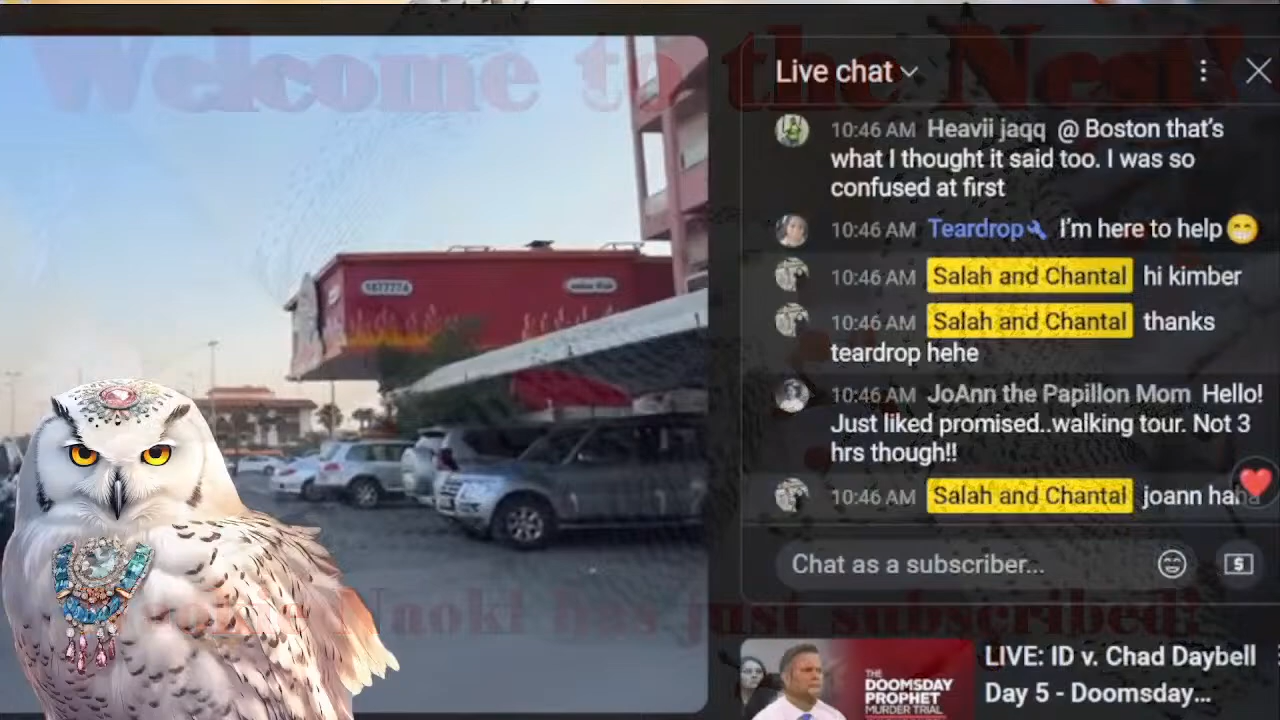 Welcome to the Nest!
1877774
Live chat
10:46 AM Heavii jaqq @ Boston that's
what I thought it said too. I was so
confused at first
10:46 AM Teardrop I'm here to help
10:46 AM Salah and Chantal hi kimber
10:46 AM Salah and Chantal thanks
teardrop hehe
10:46 AM JoAnn the Papillon Mom Hello!
Just liked promised..walking tour. Not 3
hrs though!!
10:46 AM Salah and Chantal joann haha
Chat as a subscriber...
Naoki has just subscribed!
THE
DOOMSDAY
PROPHET
MURDER TRIAL
LIVE: ID v. Chad Daybell
Day 5 - Doomsday...